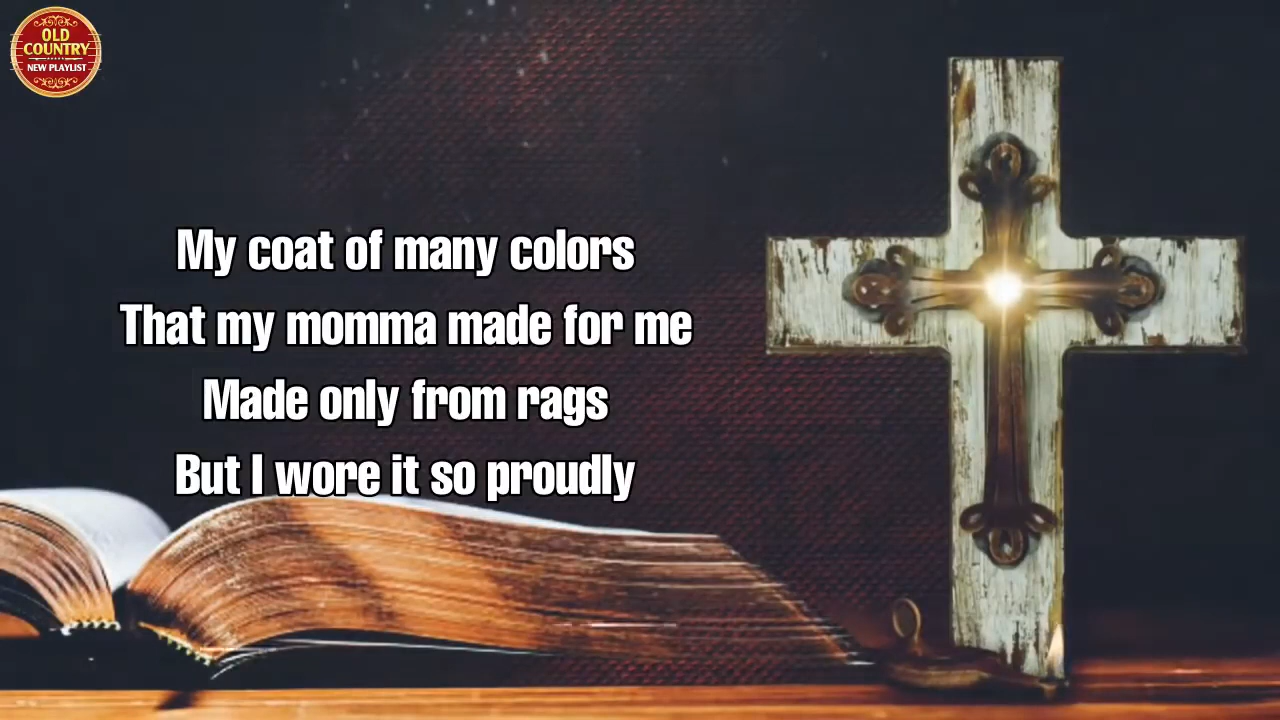 OLD
COUNTRY
NEW PLAYLIST
My coat of many colors
That my momma made for me
Made only from rags
But I wore it so proudly